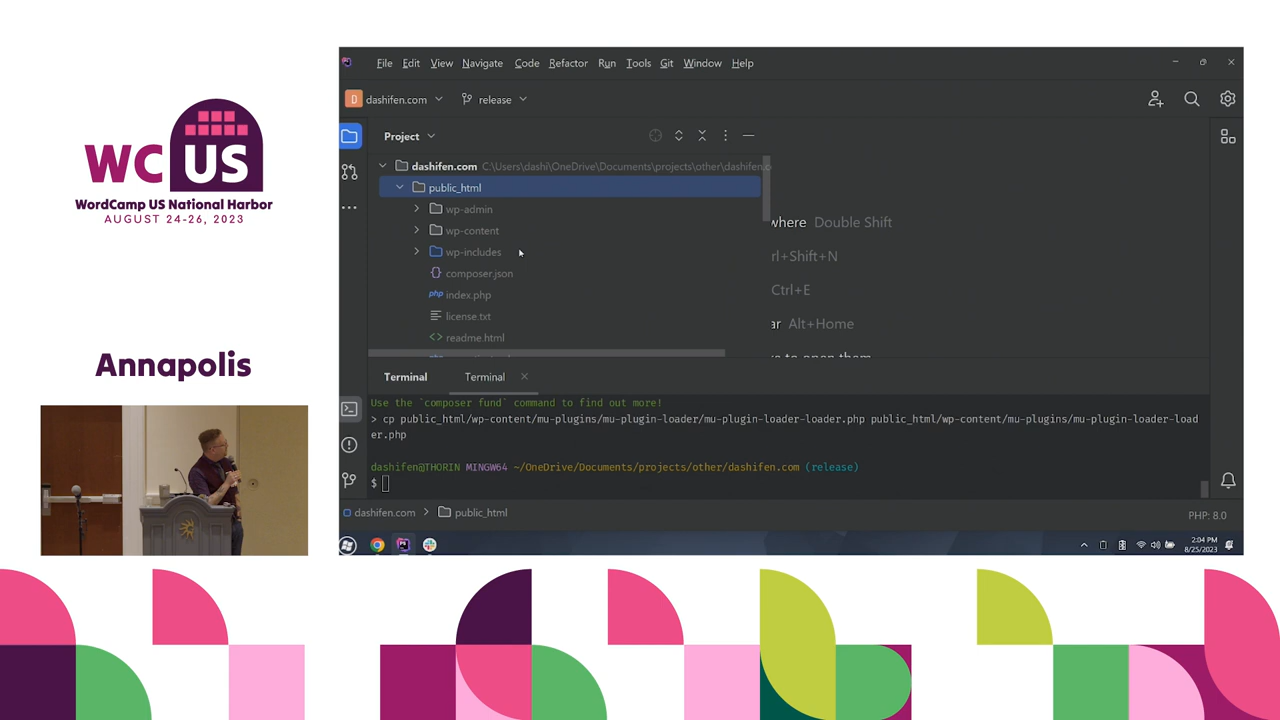 WC US
WordCamp US National Harbor
AUGUST 24-26, 2023
Annapolis
File Edit View Navigate Code Refactor Run Tools Git Window Help
D dashifen.com release
Project
dashifen.com C:\Users\dashi\OneDrive\Documents\projects\other\dashifen.c
public_html
wp-admin
wp-content
wp-includes
composer.json
php index.php
license.txt
readme.html
where Double Shift
rl+Shift+N
Ctrl+E
ar Alt+Home
Terminal Terminal
Use the `composer fund` command to find out more!
> cp public_html/wp-content/mu-plugins/mu-plugin-loader/mu-plugin-loader-loader.php public_html/wp-content/mu-plugins/mu-plugin-loader-load
er.php
dashifen@THORIN MINGW64 ~/OneDrive/Documents/projects/other/dashifen.com (release)
$
dashifen.com > public_html
PHP: 8.0
2:04 PM
8/25/2023